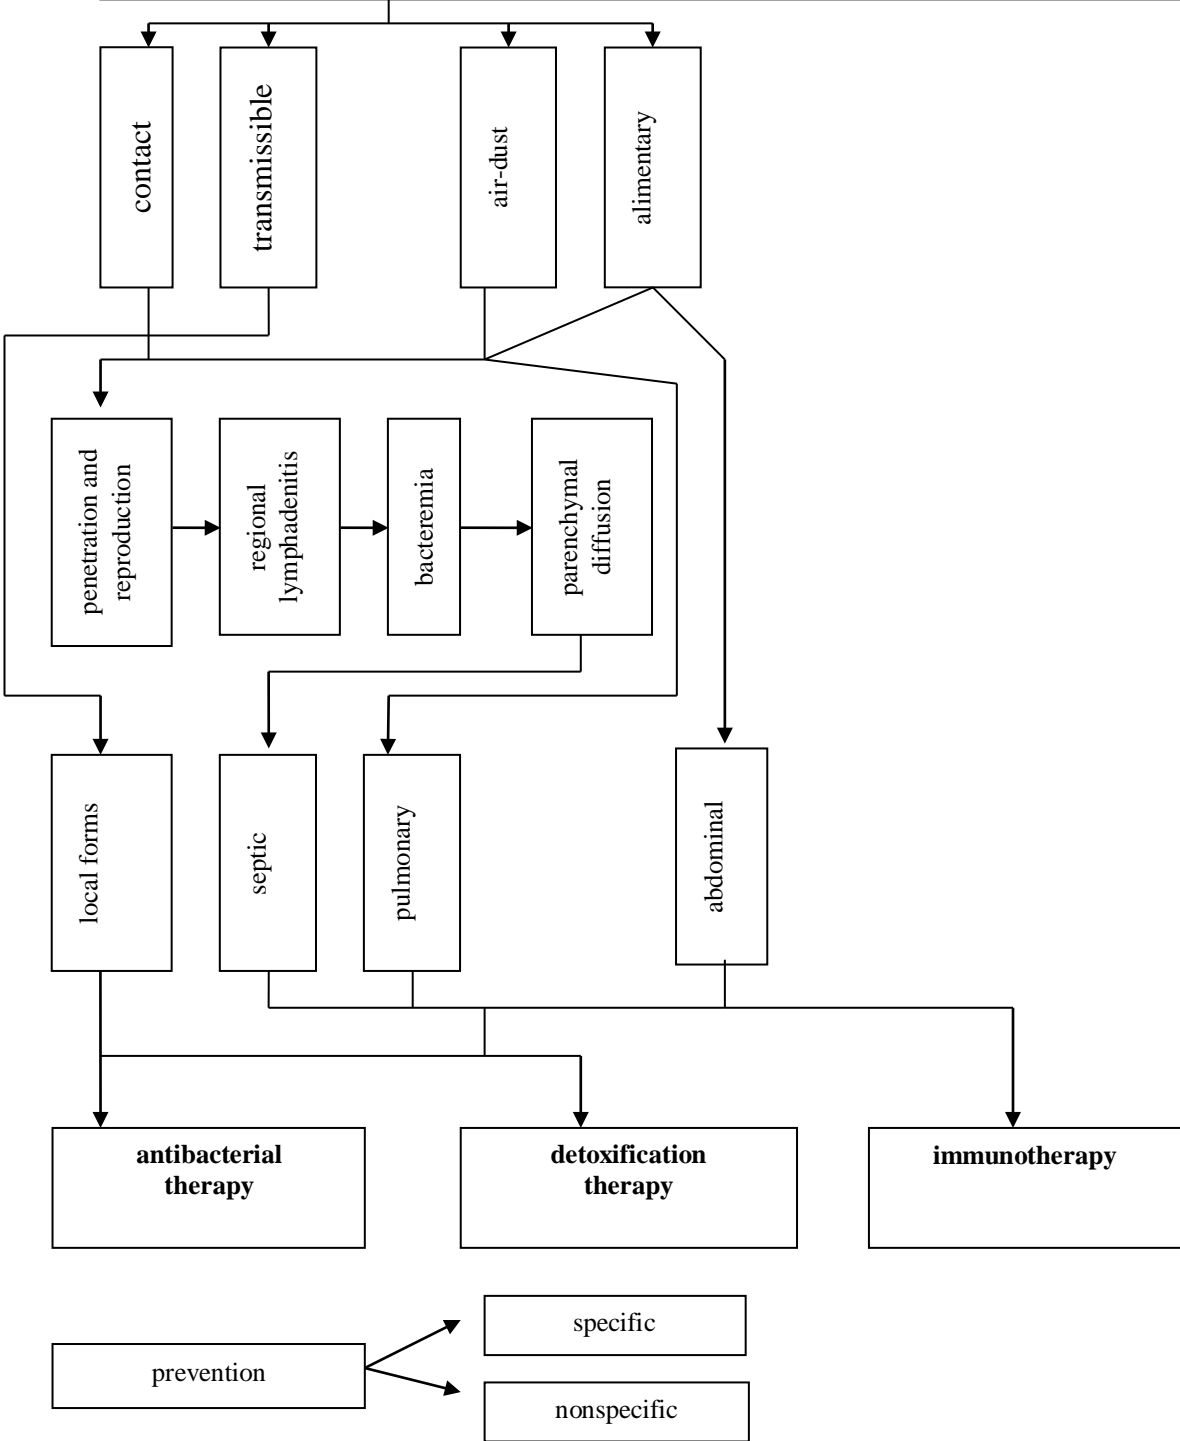 contact
transmissible
air-dust
alimentary
penetration and
reproduction
regional
lymphadenitis
bacteremia
parenchymal
diffusion
local forms
septic
pulmonary
abdominal
antibacterial
therapy
detoxification
therapy
immunotherapy
prevention
specific
nonspecific